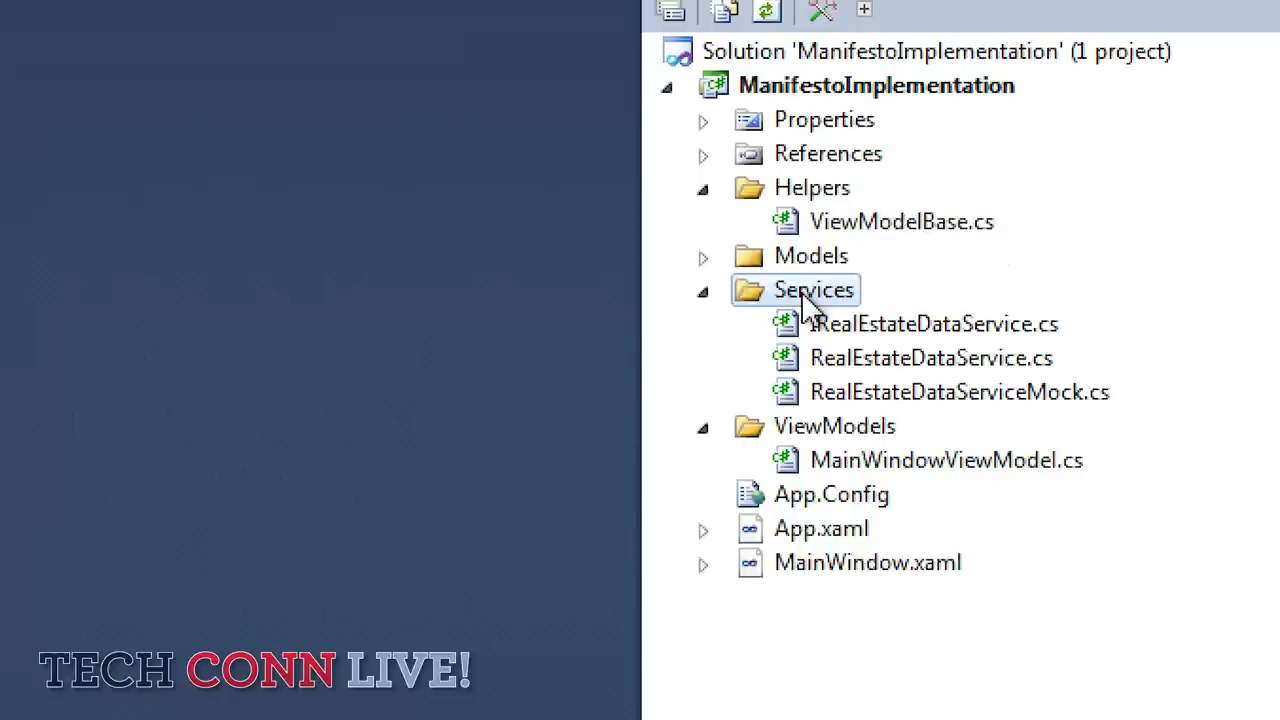 Solution 'ManifestoImplementation' (1 project)
ManifestoImplementation
Properties
References
Helpers
ViewModelBase.cs
Models
Services
IRealEstateDataService.cs
RealEstateDataService.cs
RealEstateDataServiceMock.cs
ViewModels
MainWindowViewModel.cs
App.Config
App.xaml
MainWindow.xaml
TECH CONN LIVE!